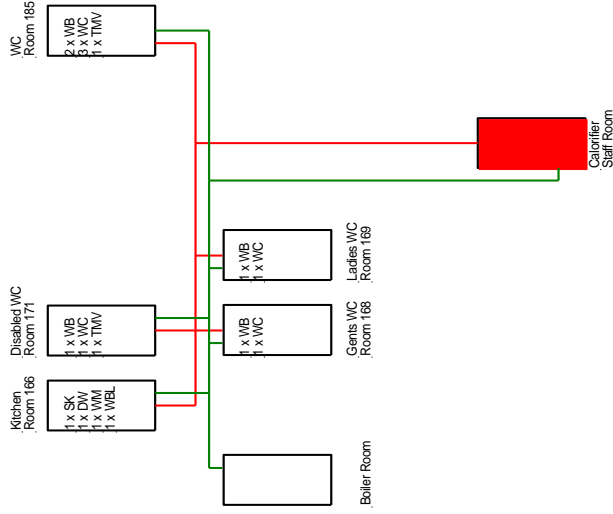 Kitchen
Room 166
1 x SK
1 x DW
1 x WM
1 x WBL
Disabled WC
Room 171
1 x WB
1 x WC
1 x TMV
WC
Room 185
2 x WB
3 x WC
1 x TMV
Boiler Room
1 x WB
1 x WC
Gents WC
Room 168
1 x WB
1 x WC
Ladies WC
Room 169
Calorifier
Staff Room